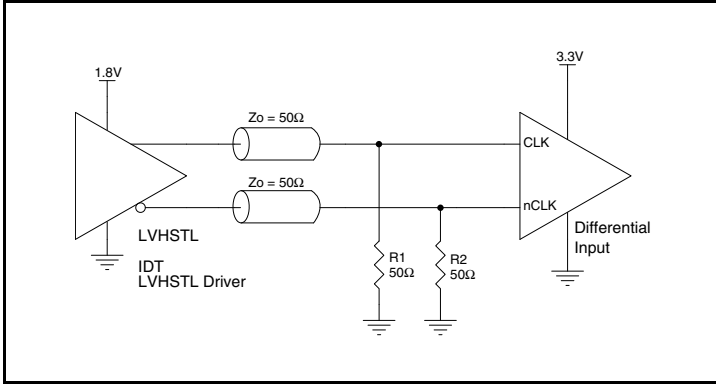 1.8V
3.3V
Zo = 50Ω
CLK
Zo = 50Ω
nCLK
LVHSTL
IDT
LVHSTL Driver
R1
50Ω
R2
50Ω
Differential
Input